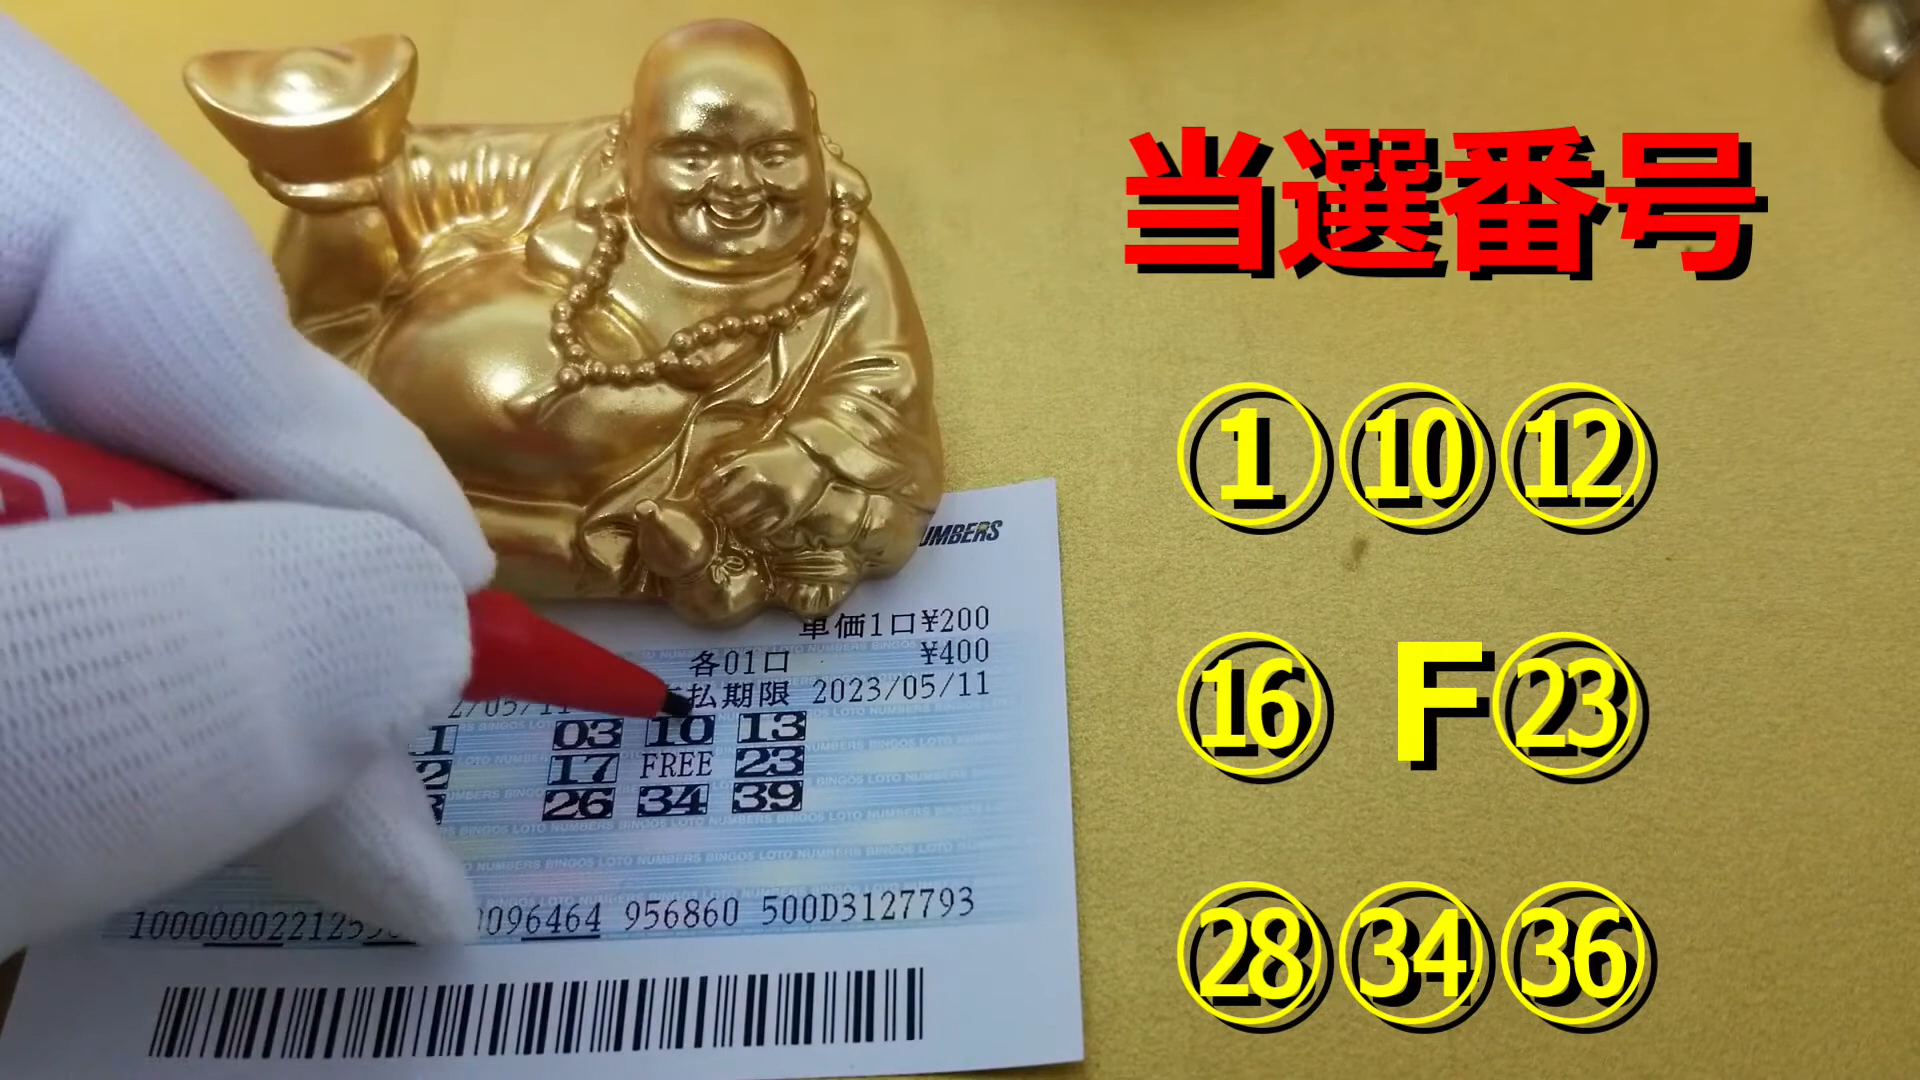 当選番号
① ⑩ ⑫
⑯ F ㉓
㉘ ㉞ ㊱
UMBERS
単価1口¥200
各01口 ¥400
払期限 2023/05/11
03 10 13
17 FREE 23
26 34 39
096464 956860 500D3127793